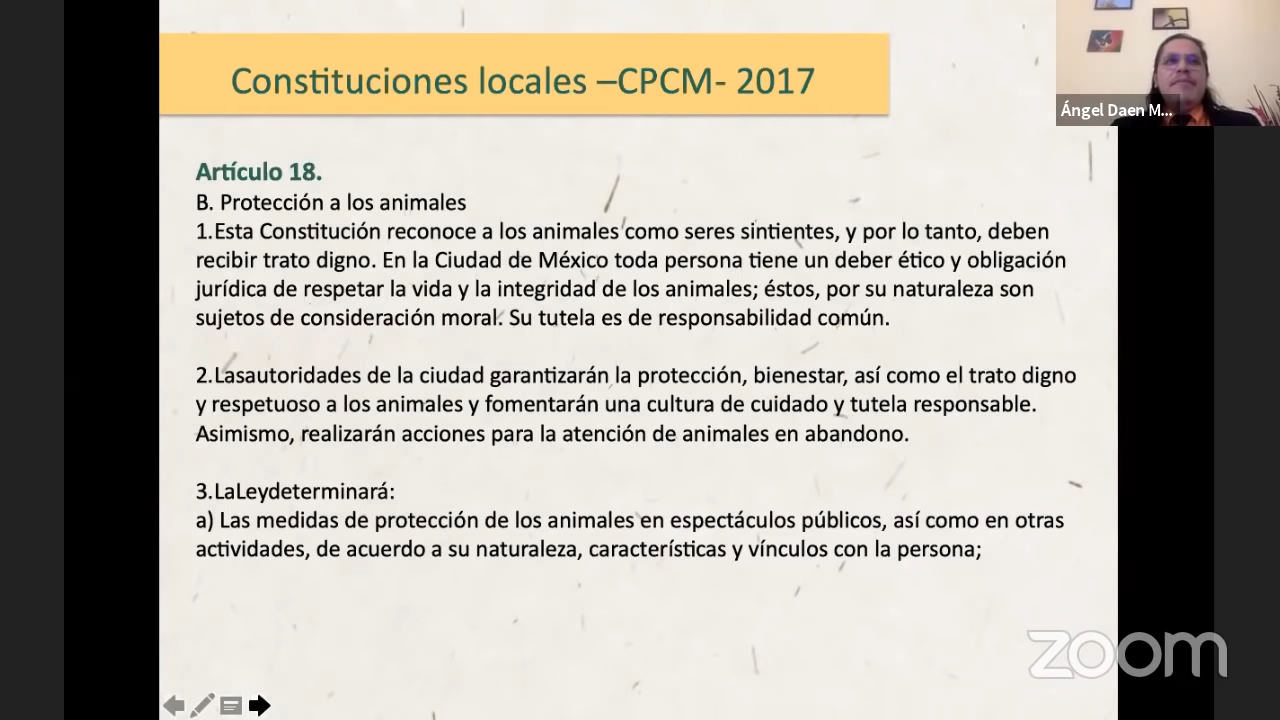 Constituciones locales –CPCM- 2017
Ángel Daen M...
Artículo 18.
B. Protección a los animales
1.Esta Constitución reconoce a los animales como seres sintientes, y por lo tanto, deben
recibir trato digno. En la Ciudad de México toda persona tiene un deber ético y obligación
jurídica de respetar la vida y la integridad de los animales; éstos, por su naturaleza son
sujetos de consideración moral. Su tutela es de responsabilidad común.
2.Lasautoridades de la ciudad garantizarán la protección, bienestar, así como el trato digno
y respetuoso a los animales y fomentarán una cultura de cuidado y tutela responsable.
Asimismo, realizarán acciones para la atención de animales en abandono.
3.LaLeydeterminará:
a) Las medidas de protección de los animales en espectáculos públicos, así como en otras
actividades, de acuerdo a su naturaleza, características y vínculos con la persona;
zoom